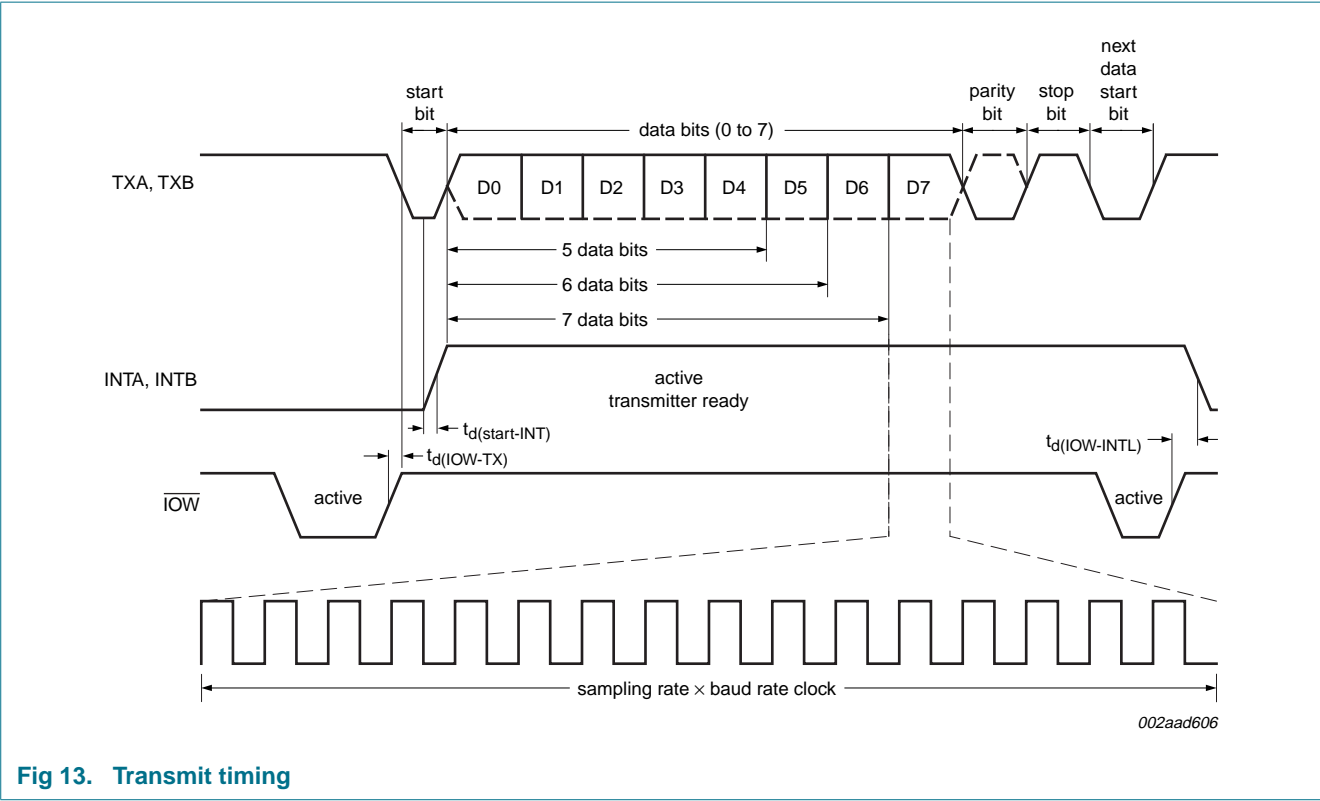 next
data
start
bit
start
bit
parity
bit
stop
bit
data bits (0 to 7)
TXA, TXB
D0 D1 D2 D3 D4 D5 D6 D7
5 data bits
6 data bits
7 data bits
INTA, INTB
active
transmitter ready
td(start-INT)
td(IOW-TX)
td(IOW-INTL)
IOW
active
active
sampling rate × baud rate clock
002aad606
Fig 13. Transmit timing